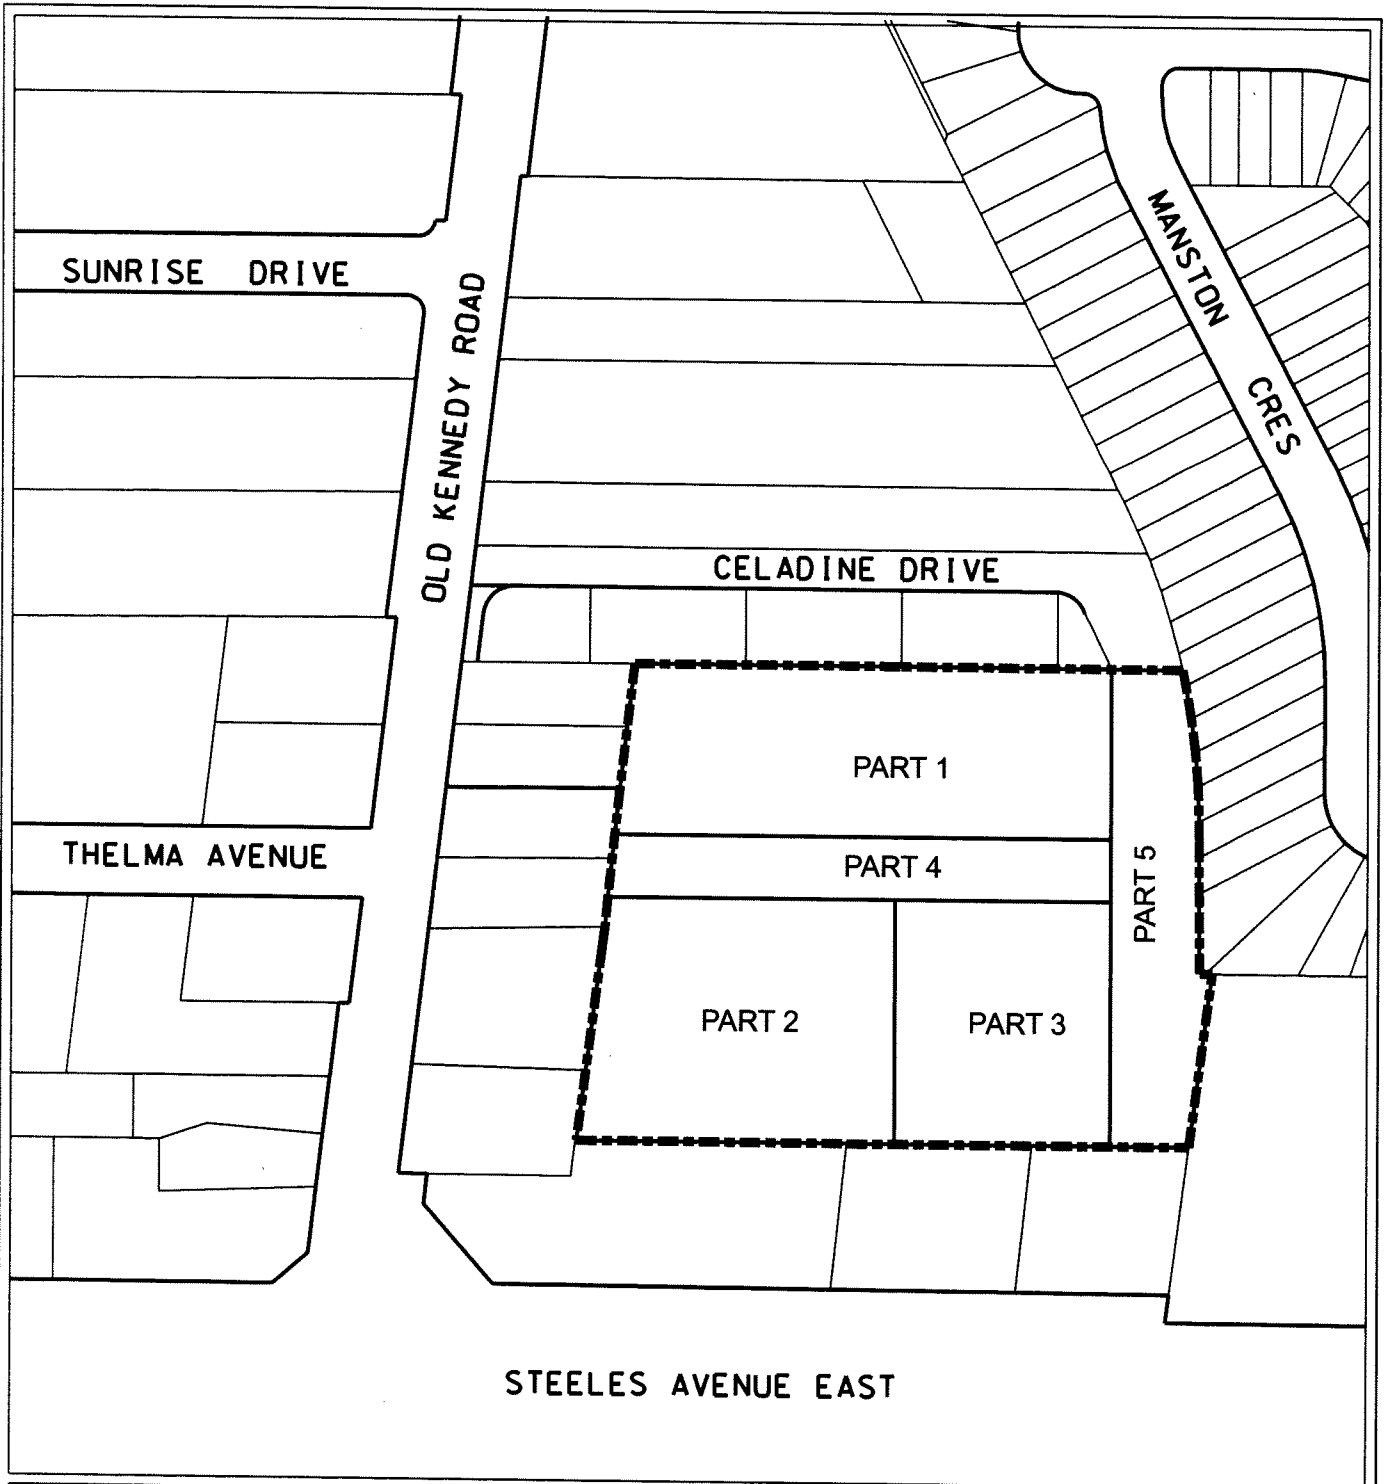 MANSTON CRES
SUNRISE DRIVE
OLD KENNEDY ROAD
CELADINE DRIVE
PART 1
THELMA AVENUE
PART 4
PART 5
PART 2
PART 3
STEELES AVENUE EAST